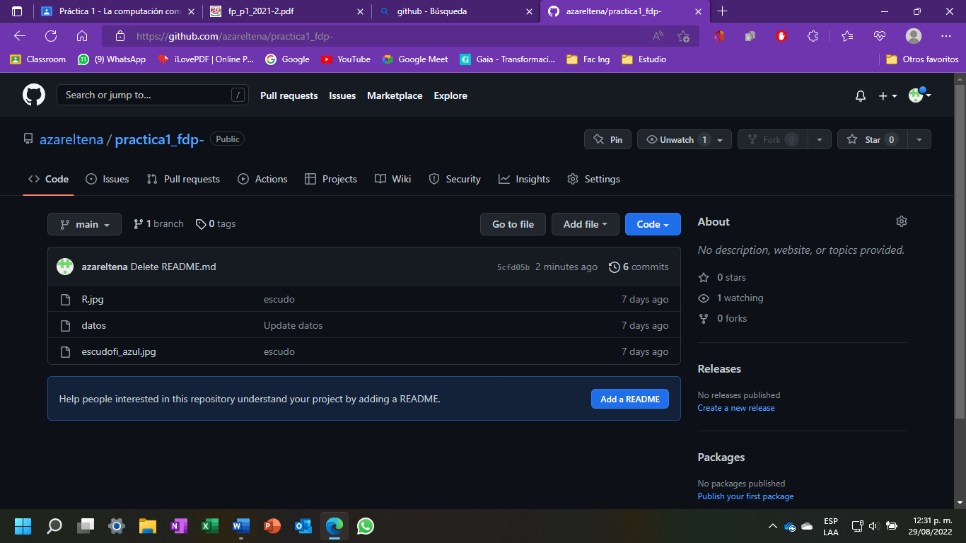 Práctica 1 - La computación com
fp_p1_2021-2.pdf
github - Búsqueda
azareltena/practica1_fdp-
https://github.com/azareltena/practica1_fdp-
Classroom
(9) WhatsApp
iLovePDF | Online P...
Google
YouTube
Google Meet
Gaia - Transformaci...
Fac Ing
Estudio
Otros favoritos
Search or jump to...
/
Pull requests
Issues
Marketplace
Explore
azareltena / practica1_fdp-
Public
Pin
Unwatch 1
Fork 0
Star 0
Code
Issues
Pull requests
Actions
Projects
Wiki
Security
Insights
Settings
main
1 branch
0 tags
Go to file
Add file
Code
azareltena Delete README.md
5cfd05b 2 minutes ago
6 commits
R.jpg
escudo
7 days ago
datos
Update datos
7 days ago
escudofi_azul.jpg
escudo
7 days ago
Help people interested in this repository understand your project by adding a README.
Add a README
About
No description, website, or topics provided.
0 stars
1 watching
0 forks
Releases
No releases published
Create a new release
Packages
No packages published
Publish your first package
ESP
LAA
12:31 p. m.
29/08/2022